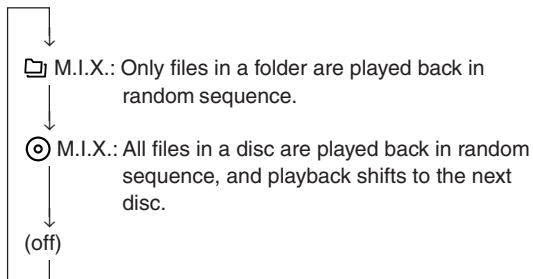 M.I.X.: Only files in a folder are played back in
random sequence.
M.I.X.: All files in a disc are played back in random
sequence, and playback shifts to the next
disc.
(off)